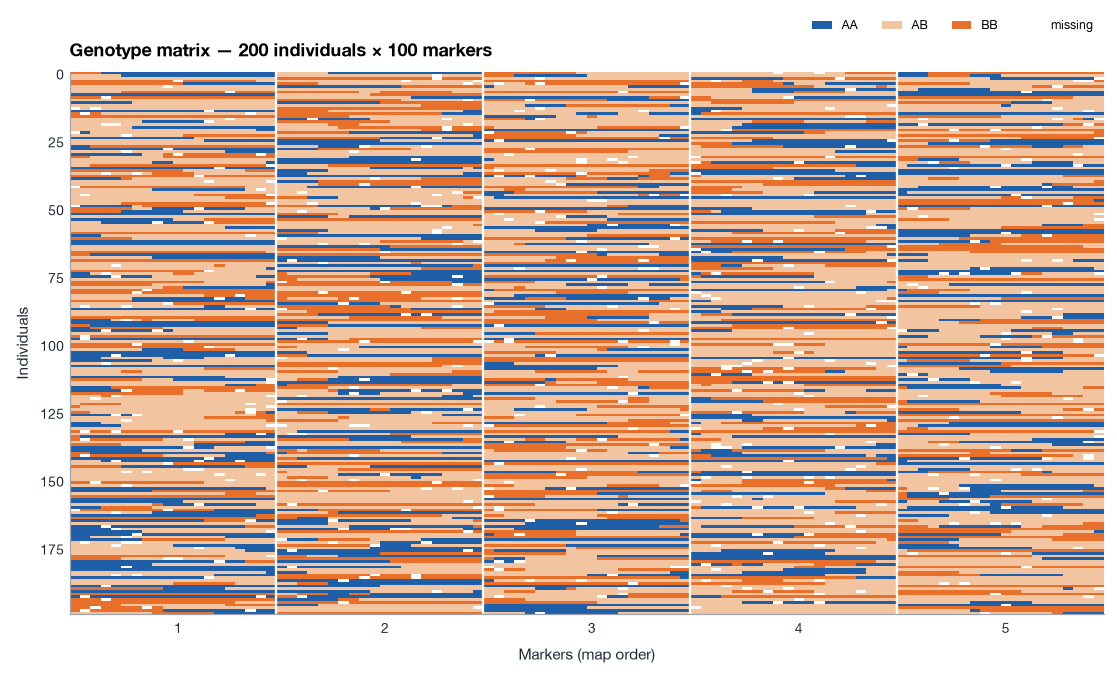 AA AB BB missing
Genotype matrix — 200 individuals × 100 markers
0
25
50
75
100
125
150
175
Individuals
1 2 3 4 5
Markers (map order)